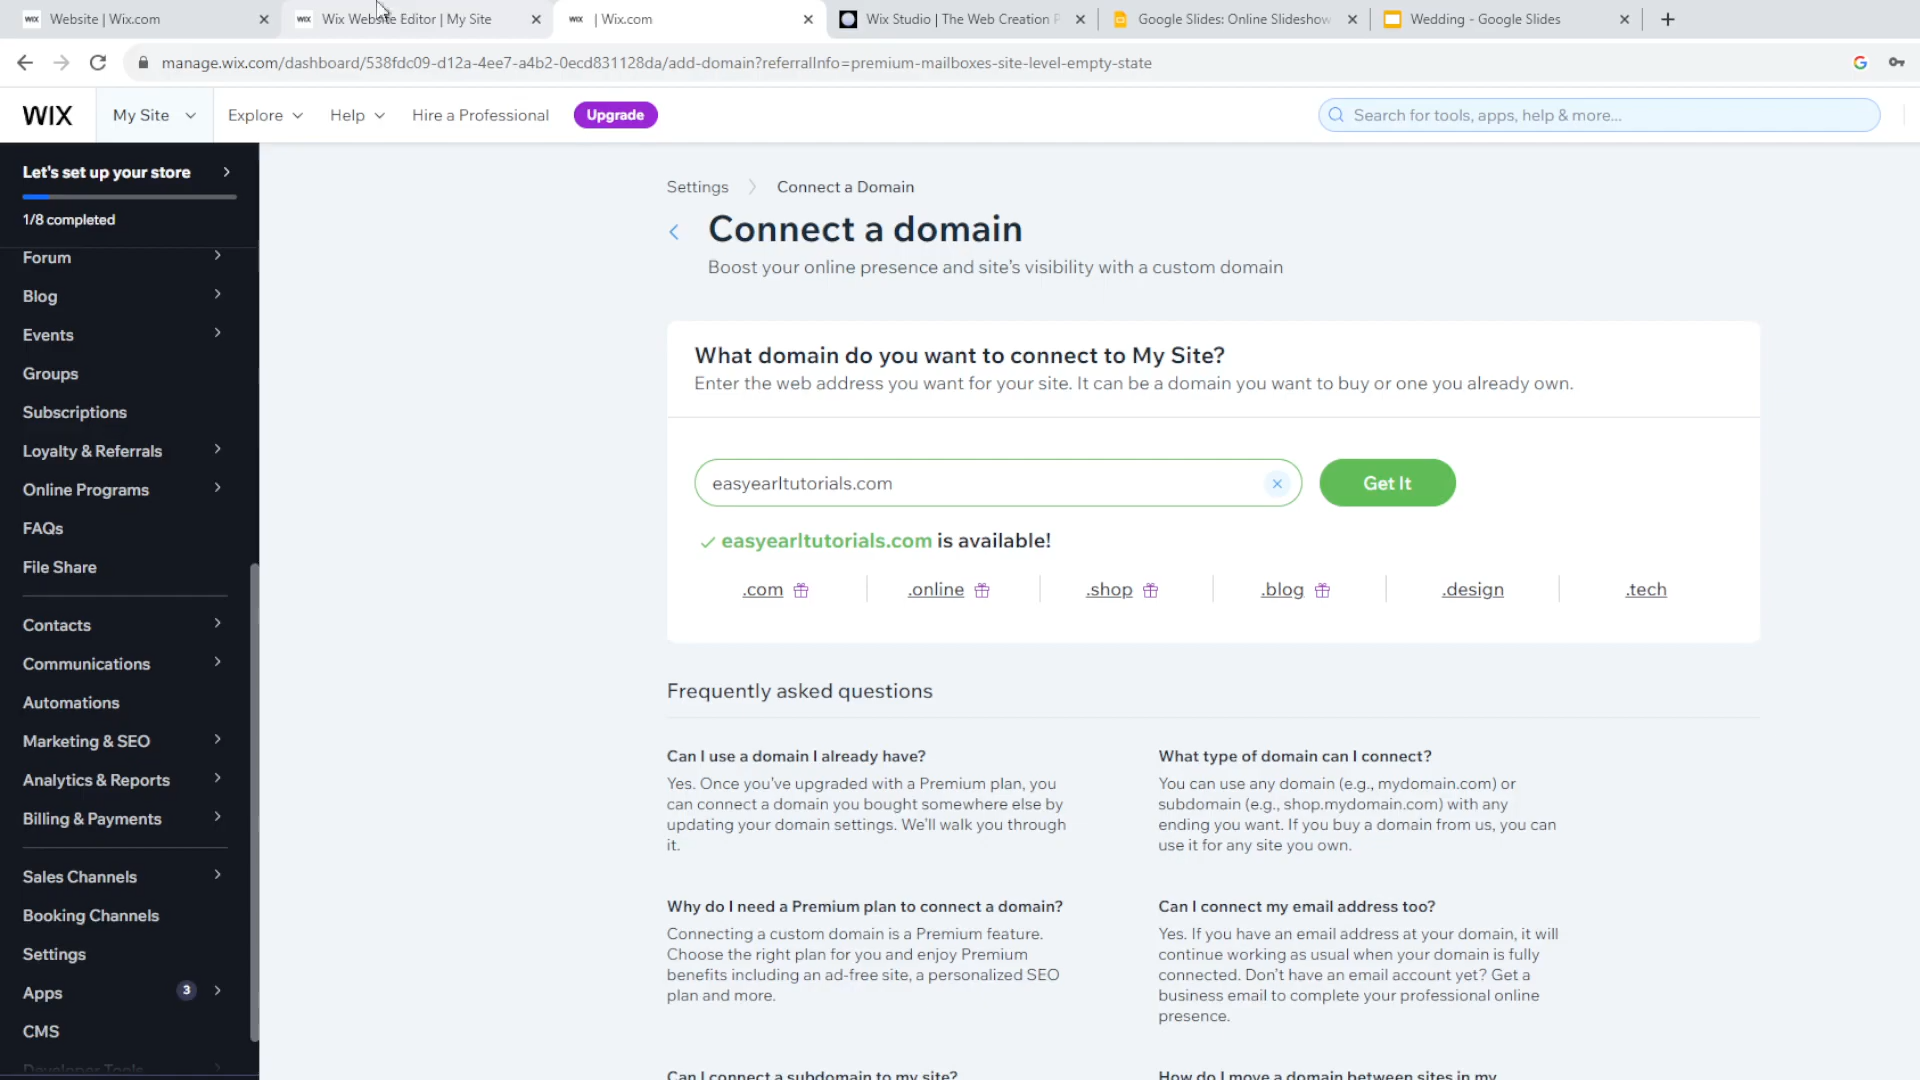 Website | Wix.com
Wix Website Editor | My Site
| Wix.com
Wix Studio | The Web Creation P
Google Slides: Online Slideshow
Wedding - Google Slides
manage.wix.com/dashboard/538fdc09-d12a-4ee7-a4b2-0ecd831128da/add-domain?referralInfo=premium-mailboxes-site-level-empty-state
WIX
My Site
Explore
Help
Hire a Professional
Upgrade
Search for tools, apps, help & more...
Let's set up your store
1/8 completed
Forum
Blog
Events
Groups
Subscriptions
Loyalty & Referrals
Online Programs
FAQs
File Share
Contacts
Communications
Automations
Marketing & SEO
Analytics & Reports
Billing & Payments
Sales Channels
Booking Channels
Settings
Apps 3
CMS
Developer Tools
Settings > Connect a Domain
Connect a domain
Boost your online presence and site's visibility with a custom domain
What domain do you want to connect to My Site?
Enter the web address you want for your site. It can be a domain you want to buy or one you already own.
easyearltutorials.com
Get It
easyearltutorials.com is available!
.com .online .shop .blog .design .tech
Frequently asked questions
Can I use a domain I already have?
Yes. Once you've upgraded with a Premium plan, you
can connect a domain you bought somewhere else by
updating your domain settings. We'll walk you through
it.
What type of domain can I connect?
You can use any domain (e.g., mydomain.com) or
subdomain (e.g., shop.mydomain.com) with any
ending you want. If you buy a domain from us, you can
use it for any site you own.
Why do I need a Premium plan to connect a domain?
Connecting a custom domain is a Premium feature.
Choose the right plan for you and enjoy Premium
benefits including an ad-free site, a personalized SEO
plan and more.
Can I connect my email address too?
Yes. If you have an email address at your domain, it will
continue working as usual when your domain is fully
connected. Don't have an email account yet? Get a
business email to complete your professional online
presence.
Can I connect a subdomain to my site?
How do I move a domain between sites in my